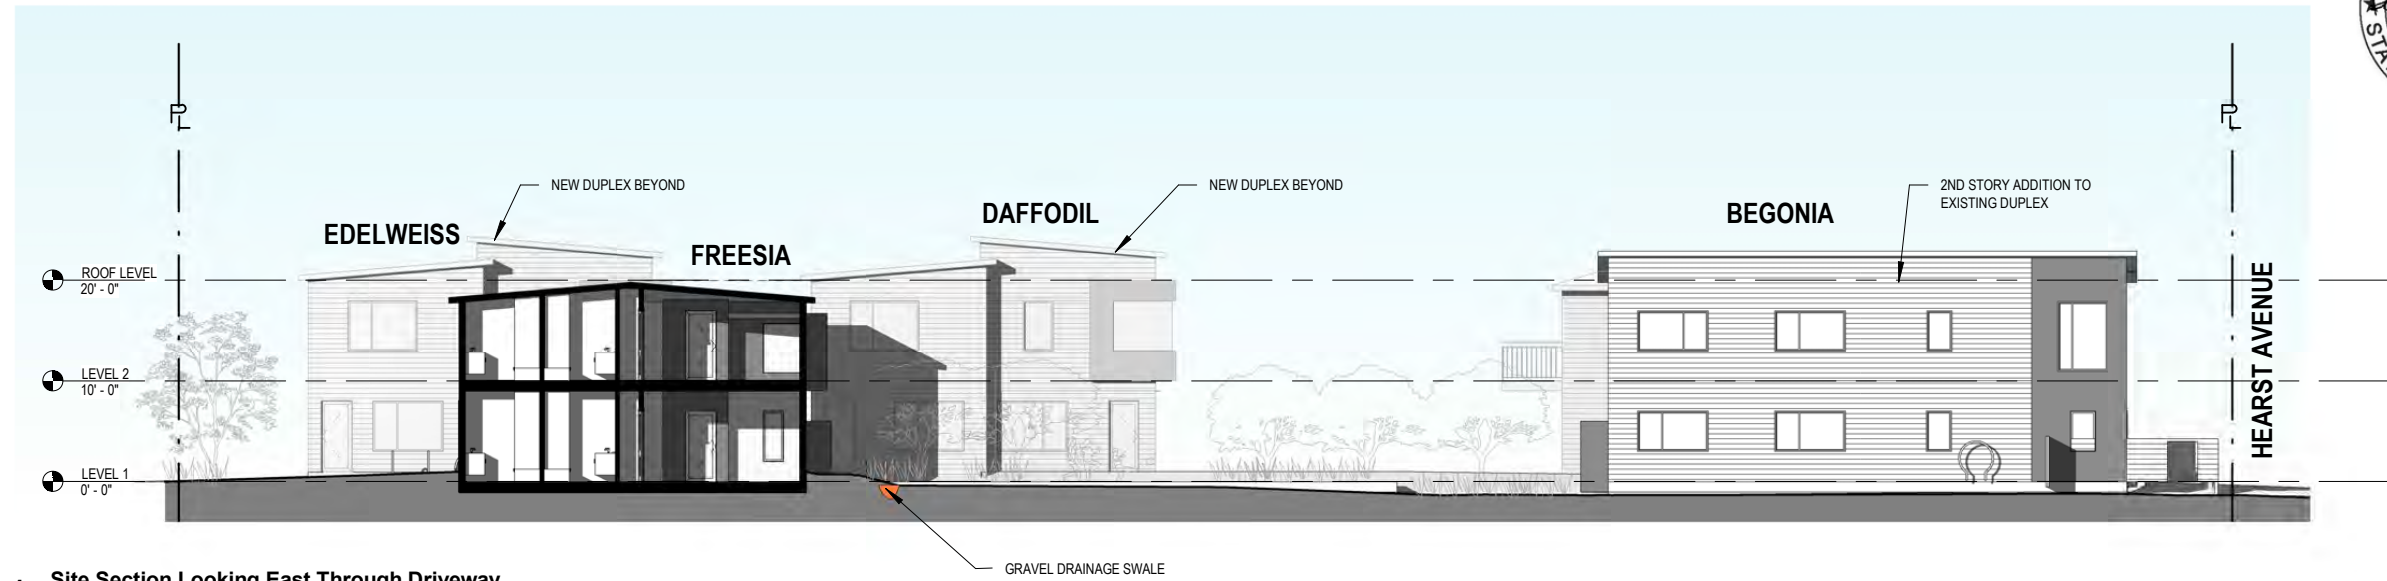 STA
PL
PL
NEW DUPLEX BEYOND
NEW DUPLEX BEYOND
2ND STORY ADDITION TO
EXISTING DUPLEX
EDELWEISS
FREESIA
DAFFODIL
BEGONIA
ROOF LEVEL
20' - 0"
LEVEL 2
10' - 0"
LEVEL 1
0' - 0"
HEARST AVENUE
GRAVEL DRAINAGE SWALE
Site Section Looking East Through Driveway